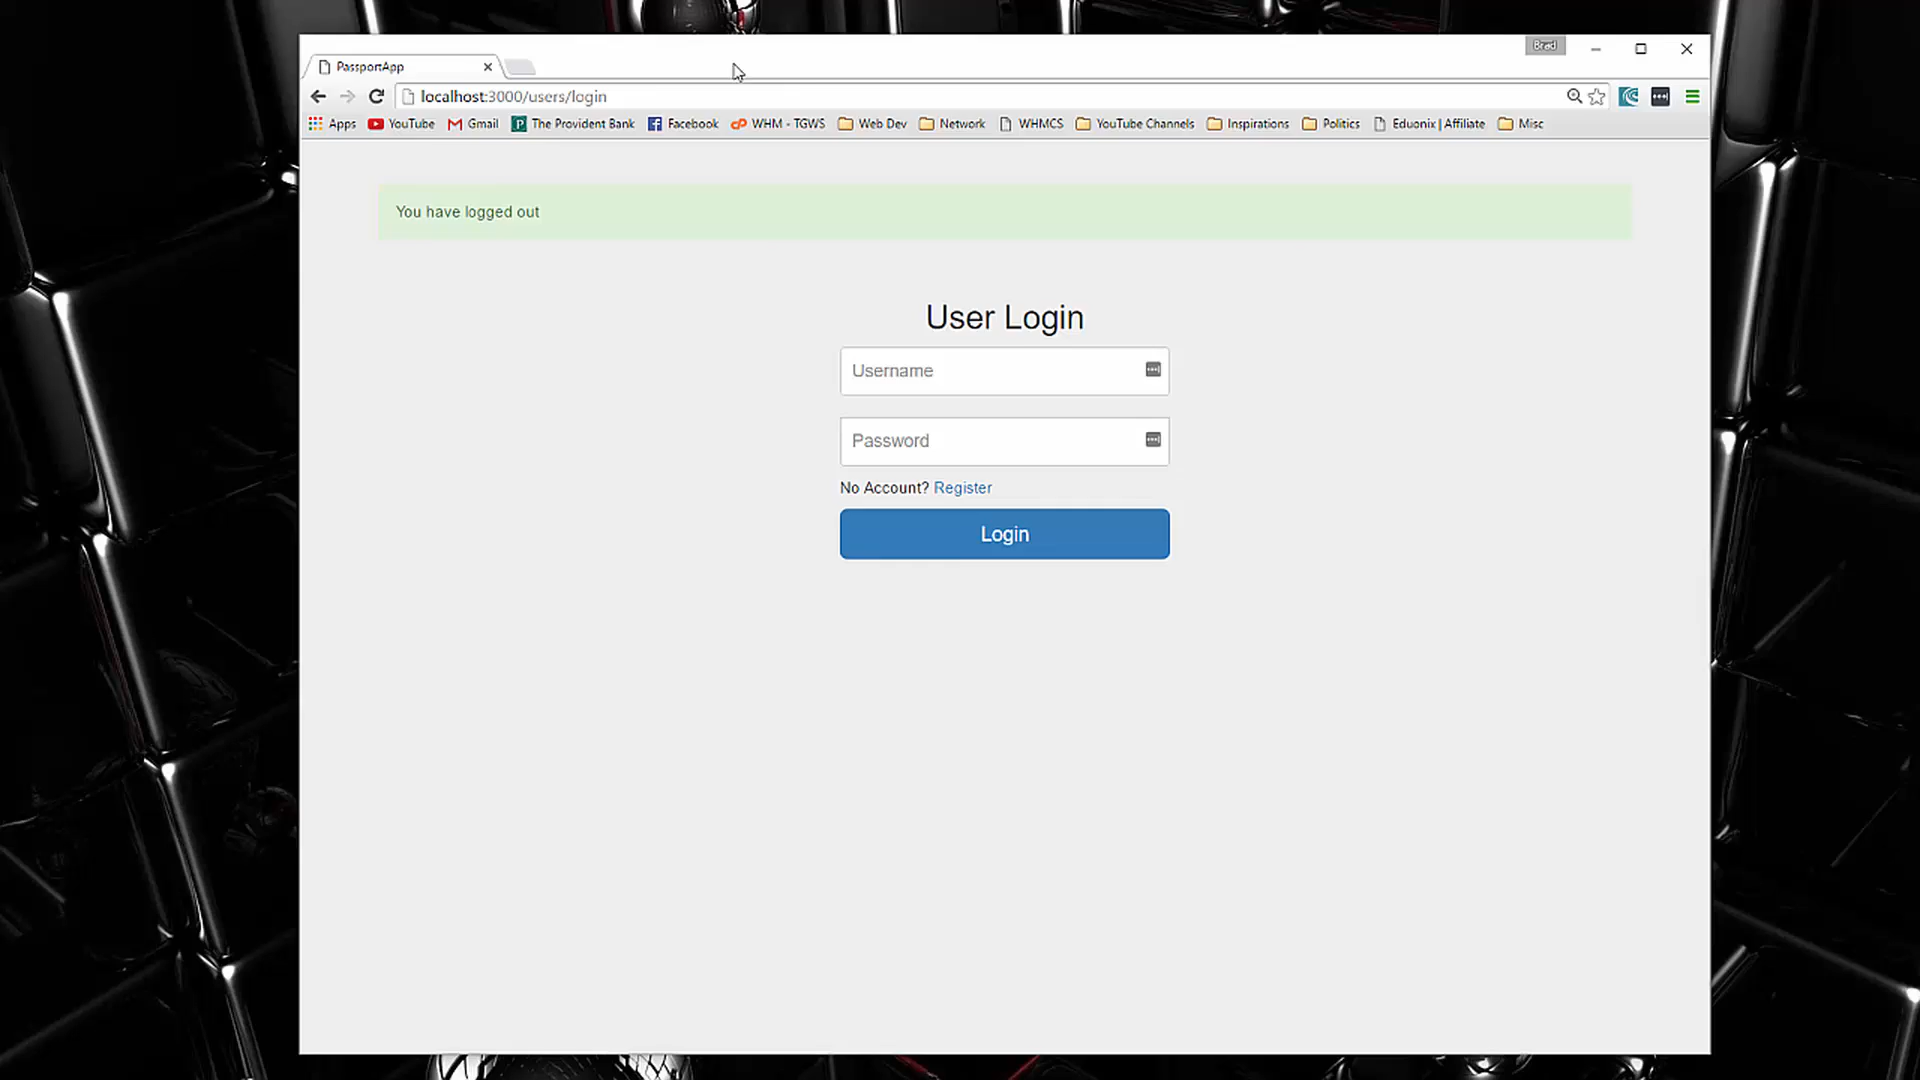 Brad
PassportApp
localhost:3000/users/login
Apps YouTube Gmail The Provident Bank Facebook WHM - TGWS Web Dev Network WHMCS YouTube Channels Inspirations Politics Eduonix | Affiliate Misc
You have logged out
User Login
Username
Password
No Account? Register
Login